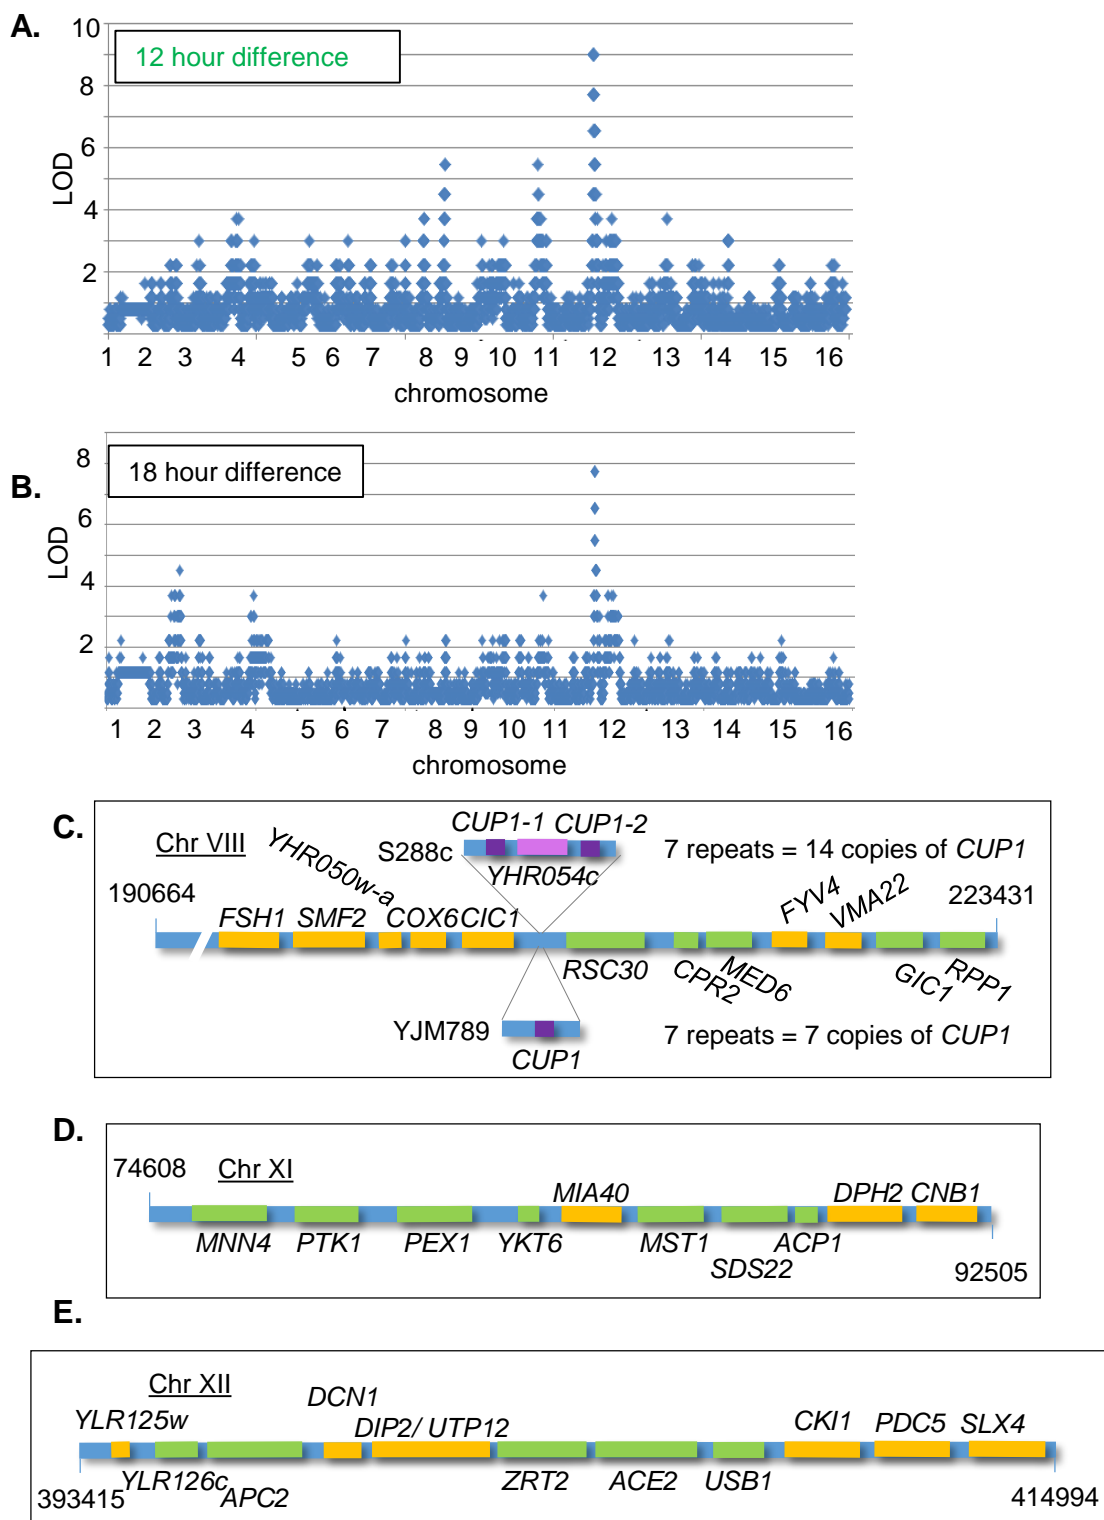 A.
10
12 hour difference
8
6
LOD
4
2
1 2 3 4 5 6 7 8 9 10 11 12 13 14 15 16
chromosome
B.
8
18 hour difference
6
LOD
4
2
1 2 3 4 5 6 7 8 9 10 11 12 13 14 15 16
chromosome
C.
Chr VIII
YHR050w-a
CUP1-1 CUP1-2
S288c
YHR054c
7 repeats = 14 copies of CUP1
190664
223431
FSH1 SMF2 COX6 CIC1
FYV4 VMA22
RSC30 CPR2 MED6 GIC1 RPP1
YJM789
CUP1
7 repeats = 7 copies of CUP1
D.
74608
Chr XI
MIA40 DPH2 CNB1
MNN4 PTK1 PEX1 YKT6 MST1 SDS22 ACP1
92505
E.
Chr XII
YLR125w DCN1 DIP2/ UTP12 CKI1 PDC5 SLX4
393415 YLR126c APC2 ZRT2 ACE2 USB1 414994